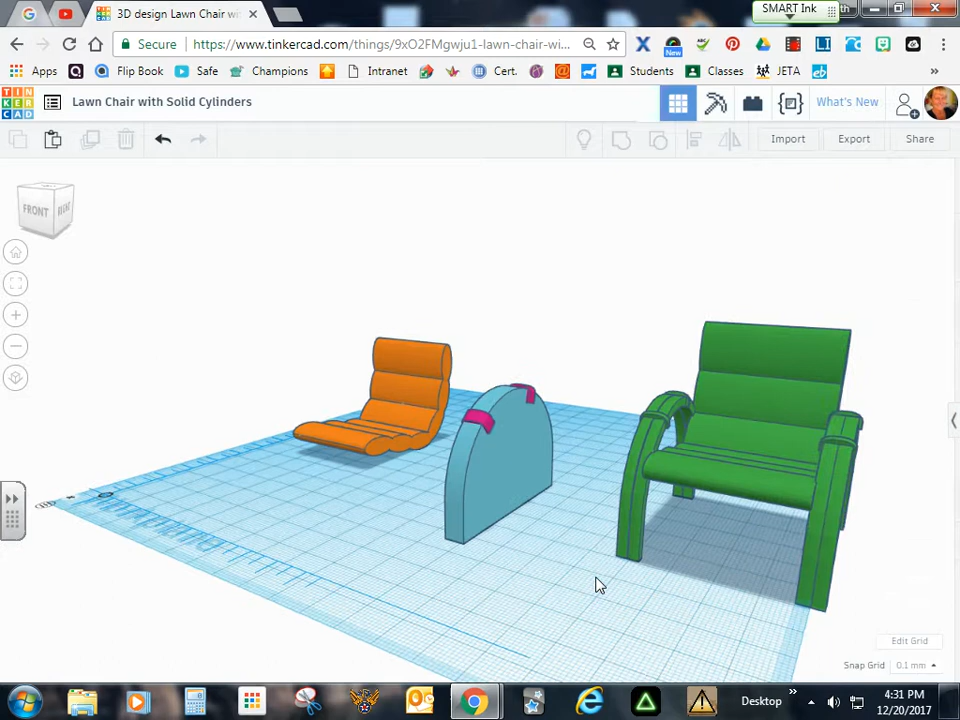 SMART Ink
3D design Lawn Chair w
Secure
https://www.tinkercad.com/things/9xO2FMgwju1-lawn-chair-wi...
Apps
Flip Book
Safe
Champions
Intranet
Cert.
Students
Classes
JETA
TIN
KER
CAD
Lawn Chair with Solid Cylinders
What's New
Import
Export
Share
FRONT
RIGHT
Edit Grid
Snap Grid
0.1 mm
Desktop
4:31 PM
12/20/2017